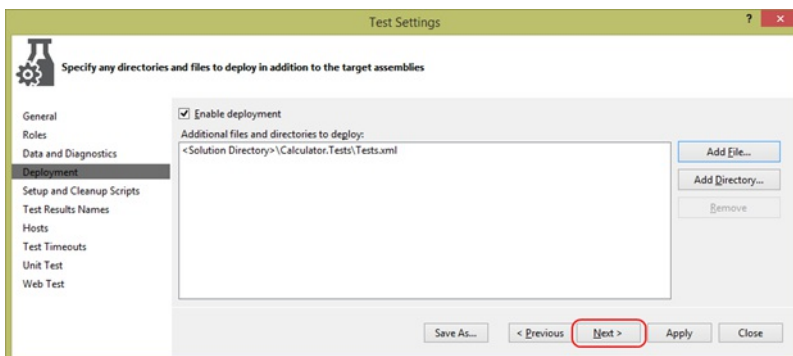 Test Settings
?
Specify any directories and files to deploy in addition to the target assemblies
General
Roles
Data and Diagnostics
Deployment
Setup and Cleanup Scripts
Test Results Names
Hosts
Test Timeouts
Unit Test
Web Test
Enable deployment
Additional files and directories to deploy:
<Solution Directory>\Calculator.Tests\Tests.xml
Add File...
Add Directory...
Remove
Save As...
< Previous
Next >
Apply
Close